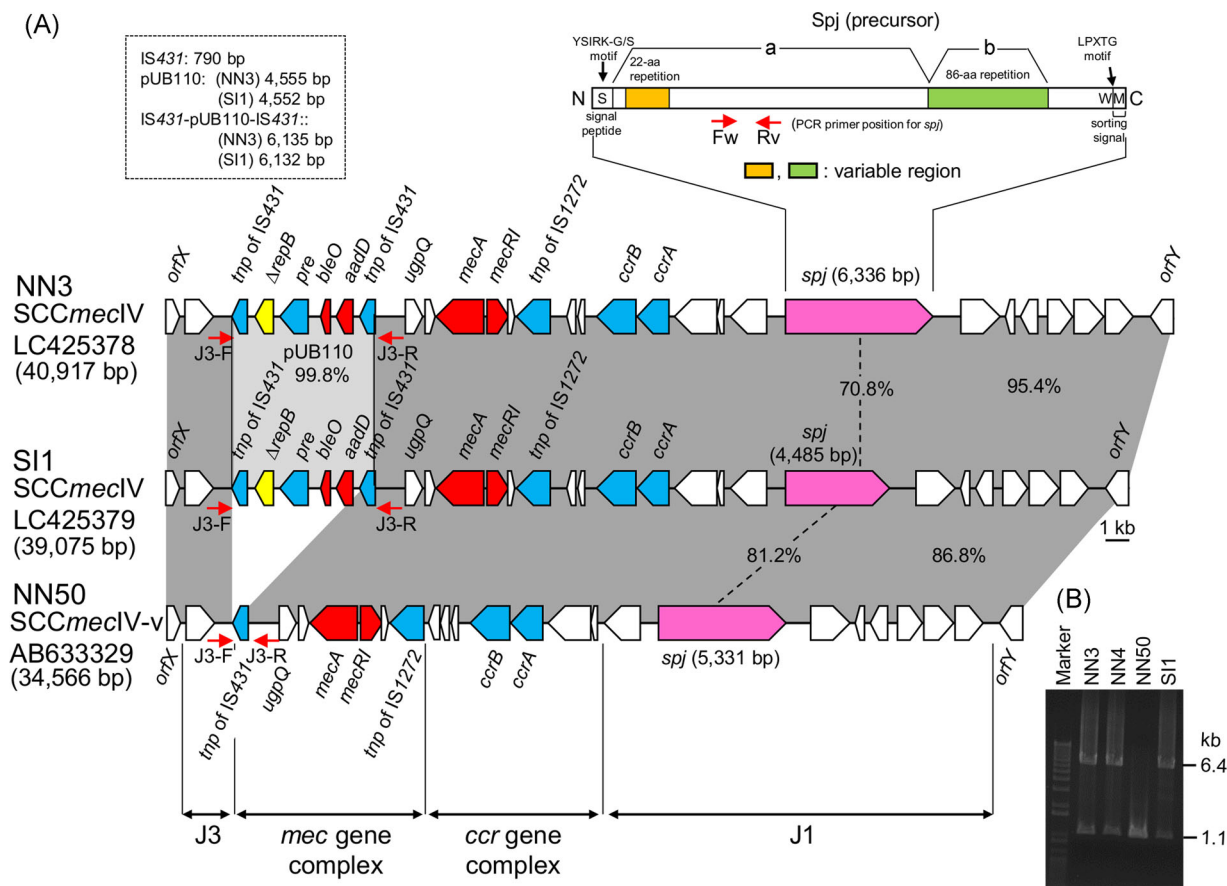 (A)
IS431: 790 bp
pUB110: (NN3) 4,555 bp
(SI1) 4,552 bp
IS431-pUB110-IS431::
(NN3) 6,135 bp
(SI1) 6,132 bp
Spj (precursor)
YSIRK-G/S
motif
a
b
LPXTG
motif
22-aa
repetition
86-aa repetition
N
S
W
M
C
signal
peptide
Fw
Rv
(PCR primer position for spj)
sorting
signal
, : variable region
orfX
tnp of IS431
ΔrepB
pre
bleO
aadD
tnp of IS431
ugpQ
mecA
mecRI
tnp of IS1272
ccrB
ccrA
spj (6,336 bp)
orfY
NN3
SCCmecIV
LC425378
(40,917 bp)
J3-F
pUB110
99.8%
J3-R
70.8%
95.4%
orfX
tnp of IS431
ΔrepB
pre
bleO
aadD
tnp of IS431
ugpQ
mecA
mecRI
tnp of IS1272
ccrB
ccrA
spj
(4,485 bp)
orfY
SI1
SCCmecIV
LC425379
(39,075 bp)
J3-F
J3-R
1 kb
81.2%
86.8%
NN50
SCCmecIV-v
AB633329
(34,566 bp)
orfX
J3-F
J3-R
tnp of IS431
ugpQ
mecA
mecRI
tnp of IS1272
ccrB
ccrA
spj (5,331 bp)
orfY
J3
mec gene
complex
ccr gene
complex
J1
(B)
Marker
NN3
NN4
NN50
SI1
kb
6.4
1.1